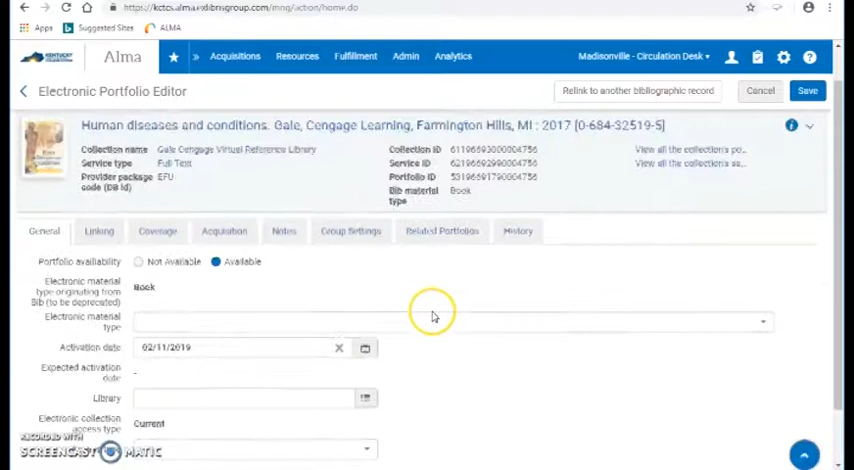 https://kctcs.alma.exlibrisgroup.com/mng/action/home.do
Apps Suggested Sites ALMA
Alma Acquisitions Resources Fulfillment Admin Analytics Madisonville - Circulation Desk
Electronic Portfolio Editor Relink to another bibliographic record Cancel Save
Human diseases and conditions. Gale, Cengage Learning, Farmington Hills, MI : 2017 [0-684-32519-5]
Collection name Gale Cengage Virtual Reference Library Collection ID 61196693000004756 View all the collection's po...
Service type Full Text Service ID 62196692990004756 View all the collection's se...
Provider package code (DB id) EFU Portfolio ID 53196691790004756
Bib material type Book
General Linking Coverage Acquisition Notes Group Settings Related Portfolios History
Portfolio availability Not Available Available
Electronic material
type originating from Book
Bib (to be deprecated)
Electronic material
type
Activation date 02/11/2019
Expected activation
date -
Library
Electronic collection
access type Current
RECORDED WITH
SCREENCAST MATIC